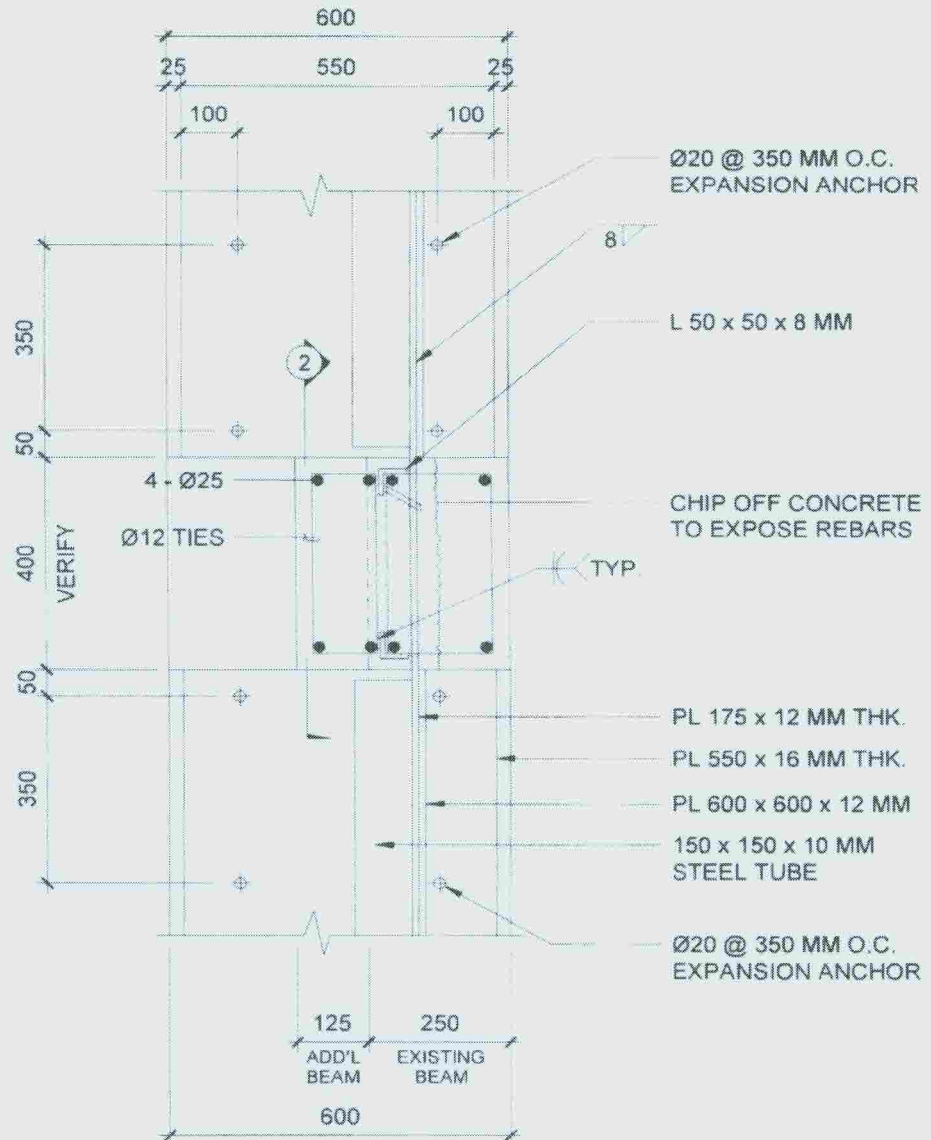 600
25 550 25
100 100
Ø20 @ 350 MM O.C.
EXPANSION ANCHOR
8
L 50 x 50 x 8 MM
350
2
50
4 - Ø25
CHIP OFF CONCRETE
TO EXPOSE REBARS
Ø12 TIES
400
VERIFY
TYP.
50
PL 175 x 12 MM THK.
PL 550 x 16 MM THK.
350
PL 600 x 600 x 12 MM
150 x 150 x 10 MM
STEEL TUBE
Ø20 @ 350 MM O.C.
EXPANSION ANCHOR
125 250
ADD'L EXISTING
BEAM BEAM
600